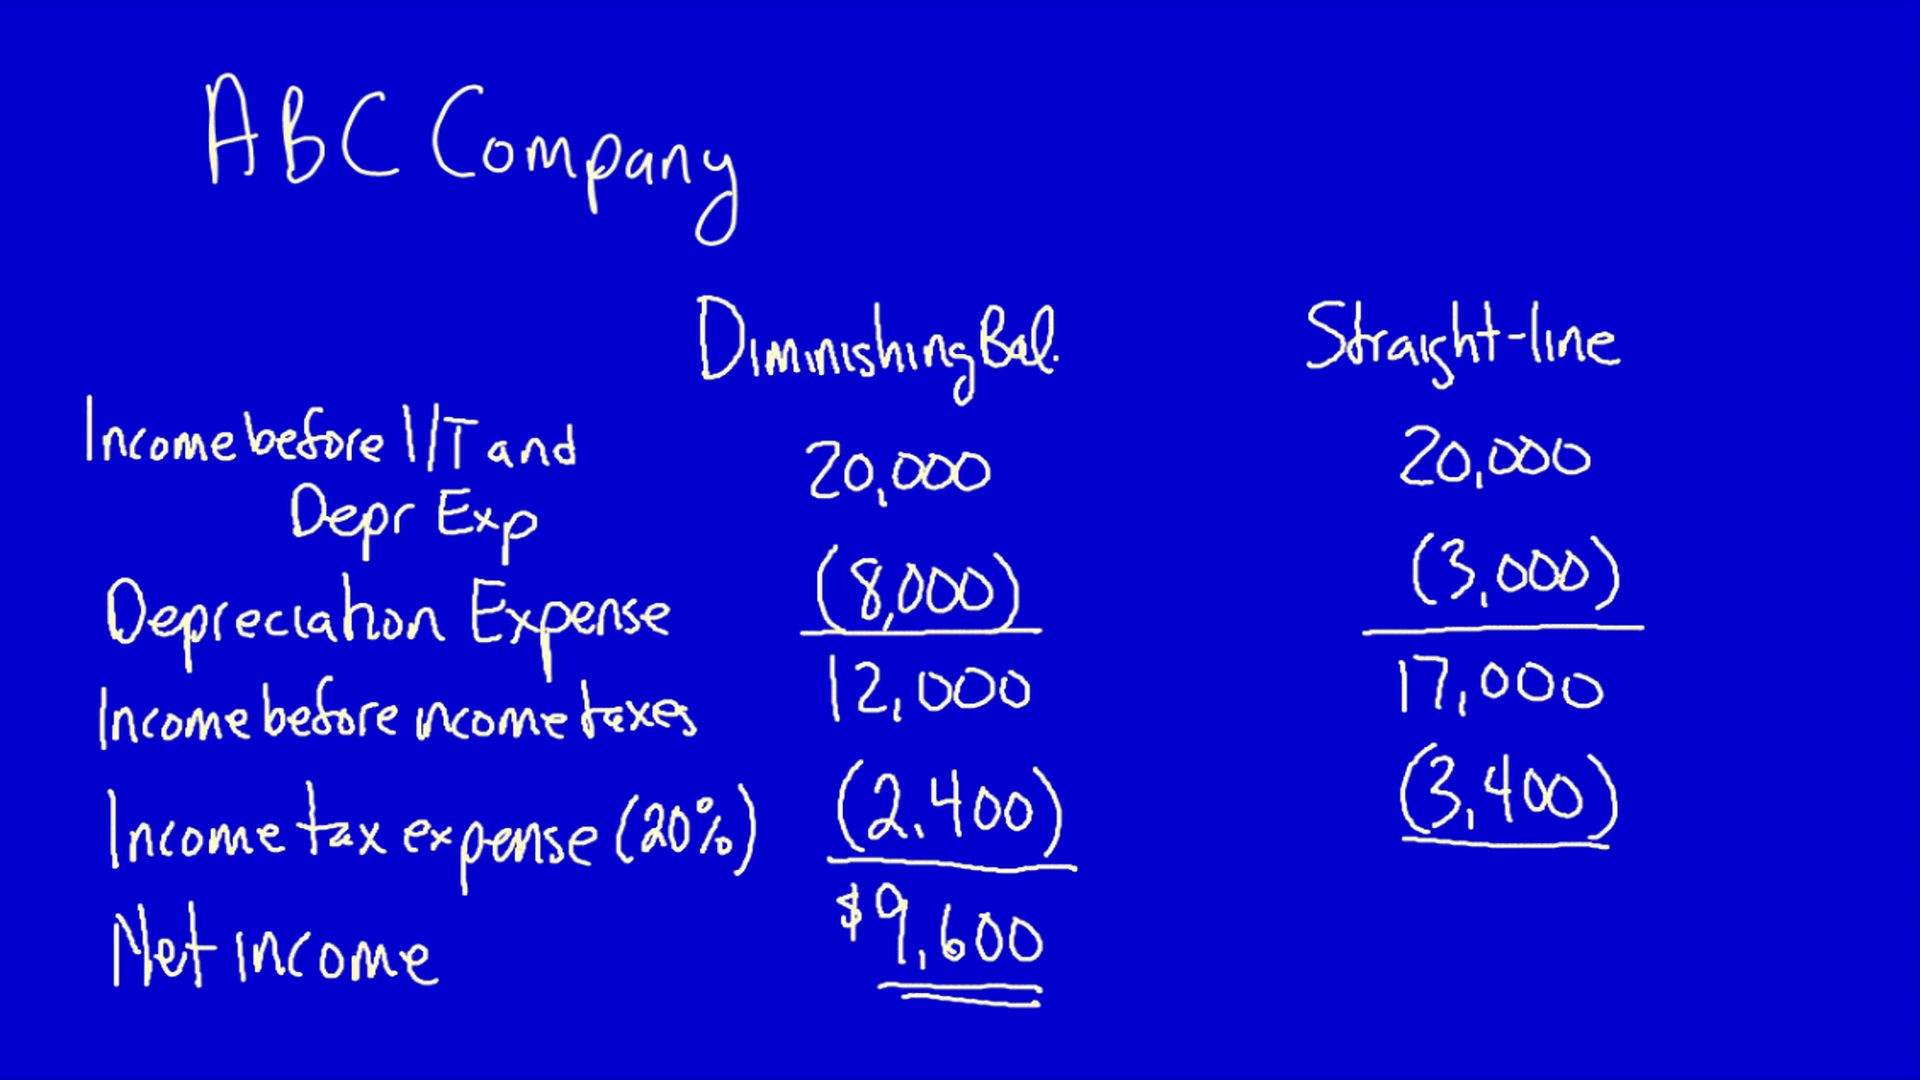 ABC Company
Diminishing Bal. Straight-line
Income before I/T and
Depr Exp 20,000 20,000
Depreciation Expense (8,000) (3,000)
Income before income taxes 12,000 17,000
Income tax expense (20%) (2,400) (3,400)
Net income $9,600